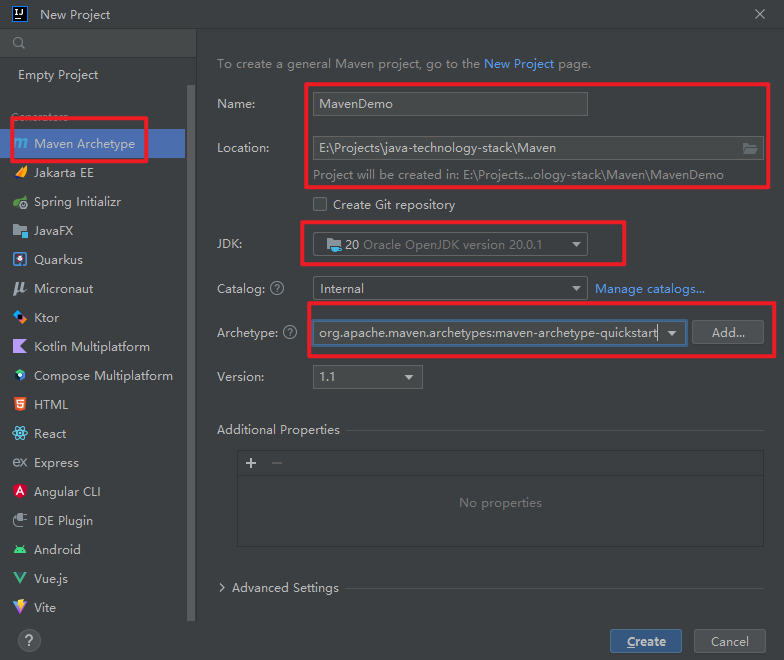 New Project
Empty Project
Generators
Maven Archetype
Jakarta EE
Spring Initializr
JavaFX
Quarkus
Micronaut
Ktor
Kotlin Multiplatform
Compose Multiplatform
HTML
React
ex Express
Angular CLI
IDE Plugin
Android
Vue.js
Vite
To create a general Maven project, go to the New Project page.
Name: MavenDemo
Location: E:\Projects\java-technology-stack\Maven
Project will be created in: E:\Projects...ology-stack\Maven\MavenDemo
Create Git repository
JDK: 20 Oracle OpenJDK version 20.0.1
Catalog: ? Internal Manage catalogs...
Archetype: ? org.apache.maven.archetypes:maven-archetype-quickstart Add...
Version: 1.1
Additional Properties
No properties
Advanced Settings
? Create Cancel